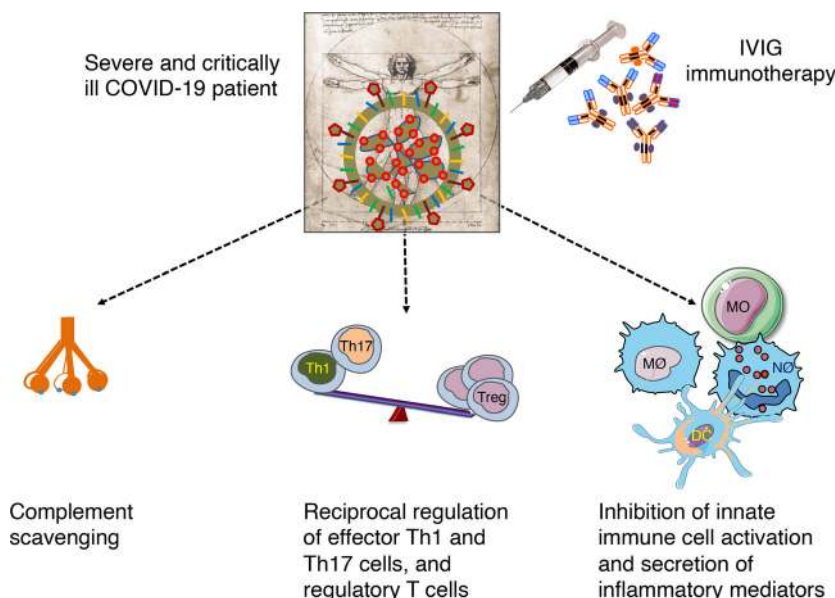 Severe and critically
ill COVID-19 patient
IVIG
immunotherapy
Th17
Th1
Treg
MO
MØ
NØ
DC
Complement
scavenging
Reciprocal regulation
of effector Th1 and
Th17 cells, and
regulatory T cells
Inhibition of innate
immune cell activation
and secretion of
inflammatory mediators